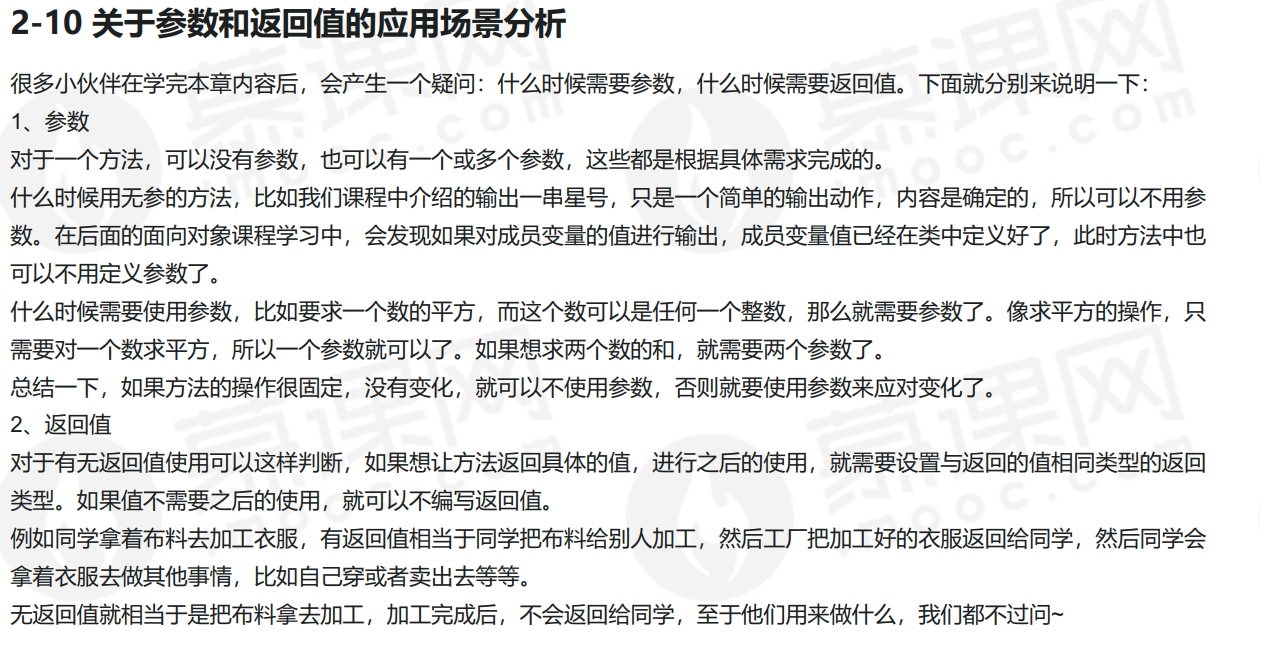 2-10 关于参数和返回值的应用场景分析
很多小伙伴在学完本章内容后，会产生一个疑问：什么时候需要参数，什么时候需要返回值。下面就分别来说明一下：
1、参数
对于一个方法，可以没有参数，也可以有一个或多个参数，这些都是根据具体需求完成的。
什么时候用无参的方法，比如我们课程中介绍的输出一串星号，只是一个简单的输出动作，内容是确定的，所以可以不用参
数。在后面的面向对象课程学习中，会发现如果对成员变量的值进行输出，成员变量值已经在类中定义好了，此时方法中也
可以不用定义参数了。
什么时候需要使用参数，比如要求一个数的平方，而这个数可以是任何一个整数，那么就需要参数了。像求平方的操作，只
需要对一个数求平方，所以一个参数就可以了。如果想求两个数的和，就需要两个参数了。
总结一下，如果方法的操作很固定，没有变化，就可以不使用参数，否则就要使用参数来应对变化了。
2、返回值
对于有无返回值使用可以这样判断，如果想让方法返回具体的值，进行之后的使用，就需要设置与返回的值相同类型的返回
类型。如果值不需要之后的使用，就可以不编写返回值。
例如同学拿着布料去加工衣服，有返回值相当于同学把布料给别人加工，然后工厂把加工好的衣服返回给同学，然后同学会
拿着衣服去做其他事情，比如自己穿或者卖出去等等。
无返回值就相当于是把布料拿去加工，加工完成后，不会返回给同学，至于他们用来做什么，我们都不过问~
慕课网
imooc.com
慕课网
imooc.com
慕课网
imooc.com
慕课网
imooc.com